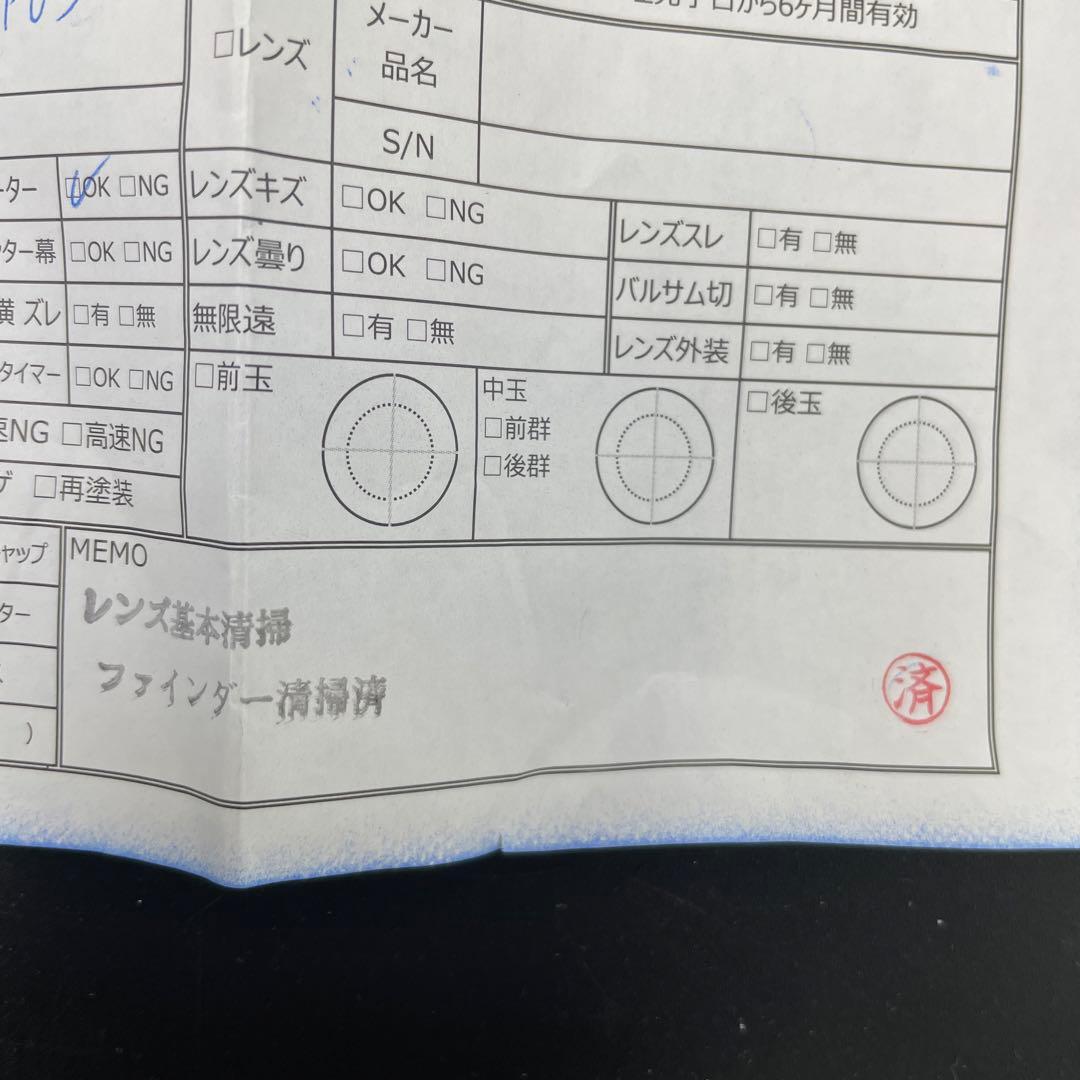 から6ヶ月間有効
□レンズ
メーカー
品名
S/N
ーター
□OK □NG
レンズキズ
□OK □NG
レンズスレ
□有 □無
ター幕
□OK □NG
レンズ曇り
□OK □NG
バルサム切
□有 □無
横 ズレ
□有 □無
無限遠
□有 □無
レンズ外装
□有 □無
タイマー
□OK □NG
□前玉
中玉
□前群
□後群
□後玉
速NG □高速NG
ゲ □再塗装
ャップ
ター
)
MEMO
レンズ基本清掃
ファインダー清掃済
済